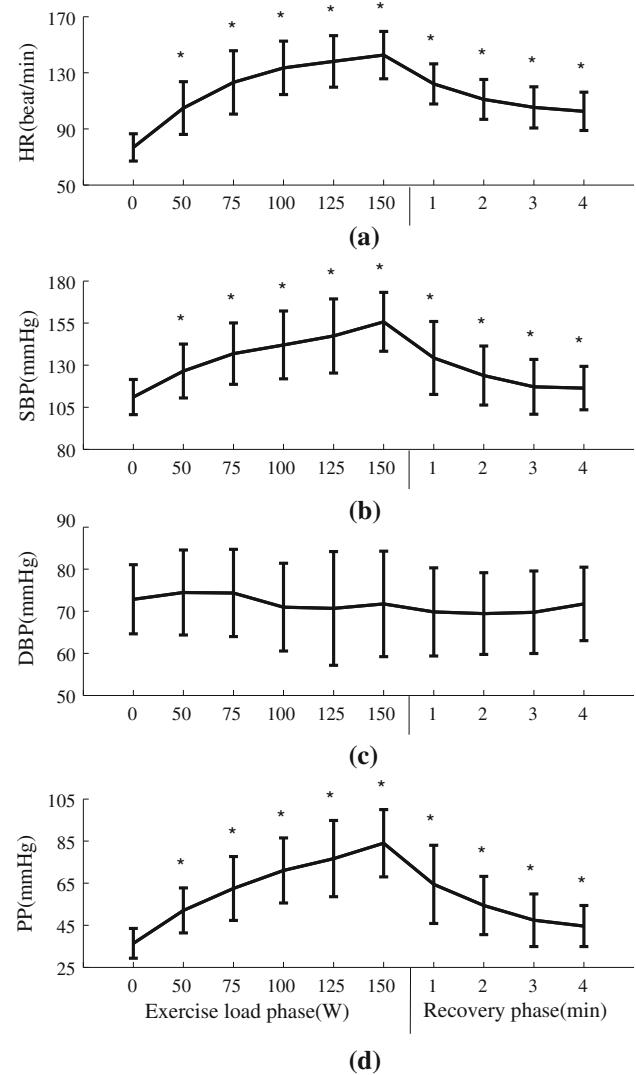 170
* * * * * * * * *
130
90
50
HR(beat/min)
0 50 75 100 125 150 1 2 3 4
(a)
180
* * * * * * * * *
155
130
105
80
SBP(mmHg)
0 50 75 100 125 150 1 2 3 4
(b)
90
80
70
60
50
DBP(mmHg)
0 50 75 100 125 150 1 2 3 4
(c)
105
* * * * * * * * *
85
65
45
25
PP(mmHg)
0 50 75 100 125 150 1 2 3 4
Exercise load phase(W) Recovery phase(min)
(d)